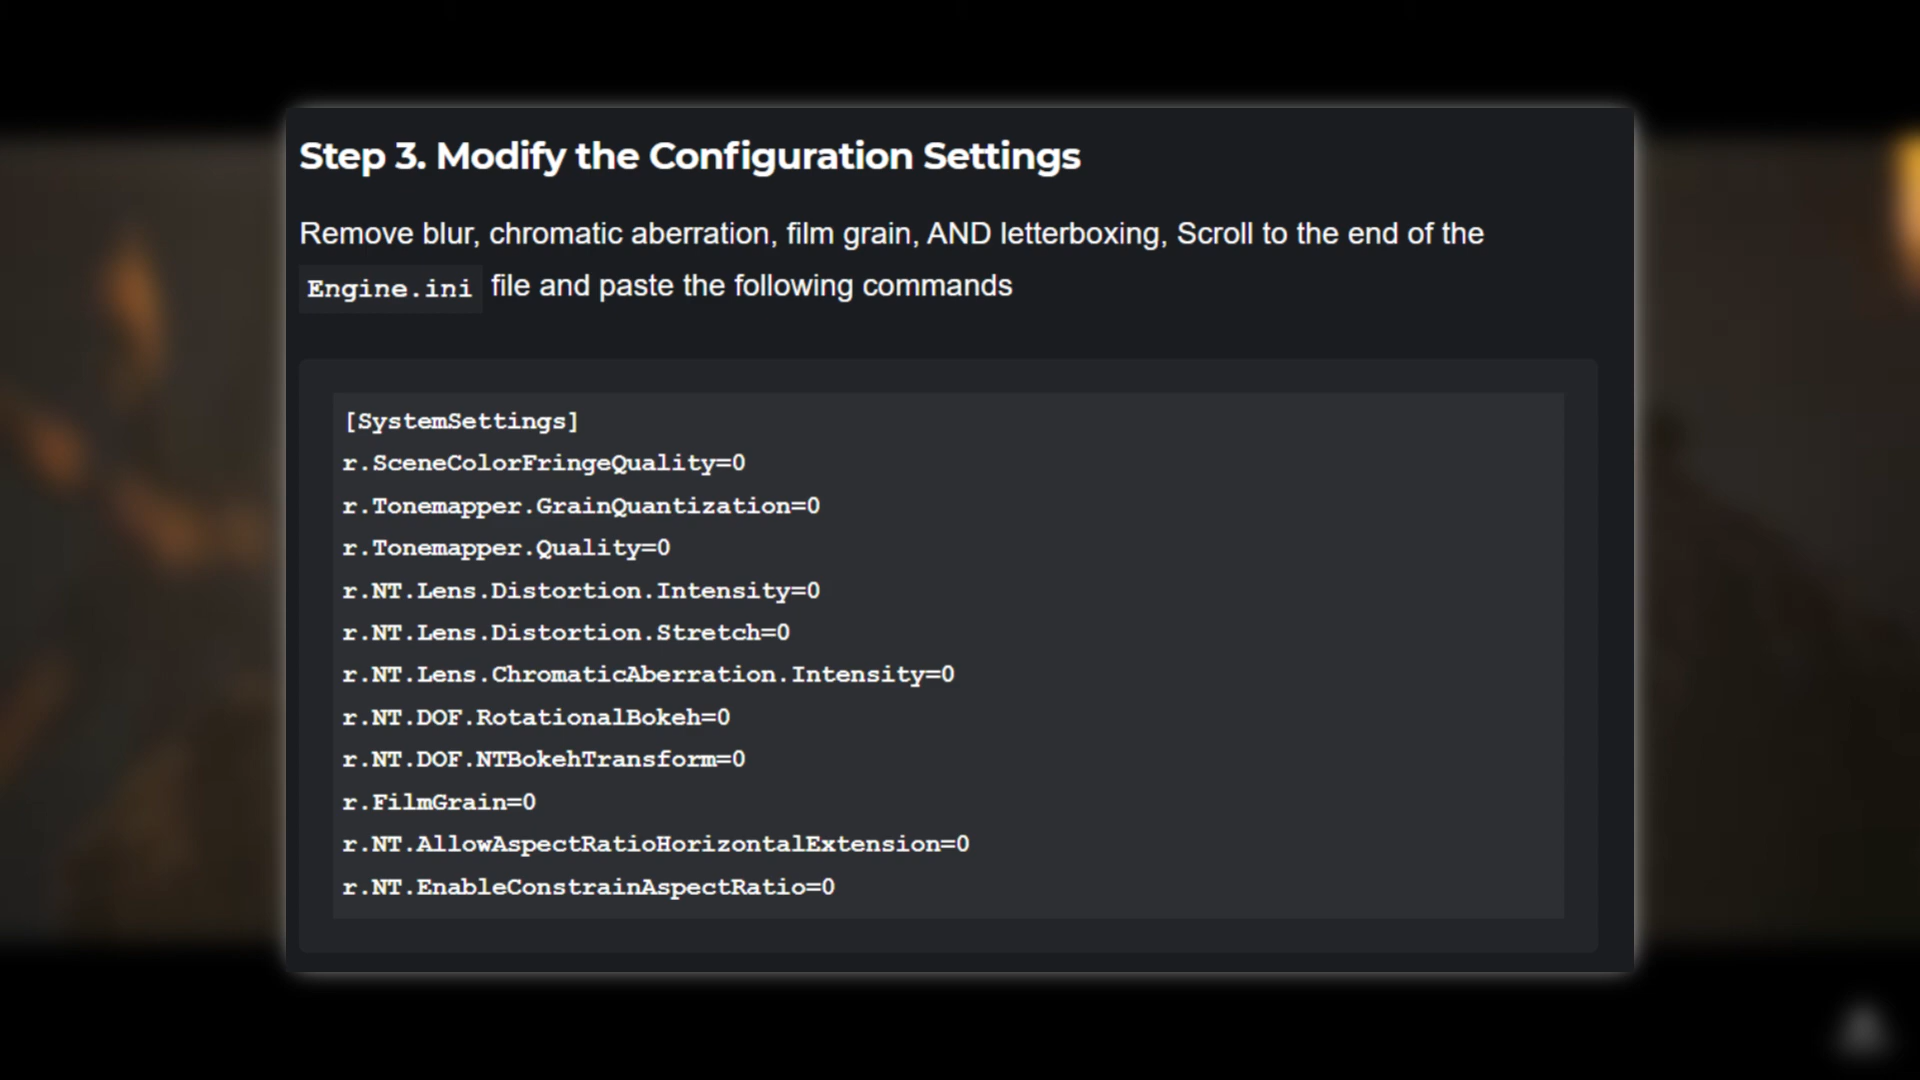 Step 3. Modify the Configuration Settings
Remove blur, chromatic aberration, film grain, AND letterboxing, Scroll to the end of the
Engine.ini file and paste the following commands
[SystemSettings]
r.SceneColorFringeQuality=0
r.Tonemapper.GrainQuantization=0
r.Tonemapper.Quality=0
r.NT.Lens.Distortion.Intensity=0
r.NT.Lens.Distortion.Stretch=0
r.NT.Lens.ChromaticAberration.Intensity=0
r.NT.DOF.RotationalBokeh=0
r.NT.DOF.NTBokehTransform=0
r.FilmGrain=0
r.NT.AllowAspectRatioHorizontalExtension=0
r.NT.EnableConstrainAspectRatio=0